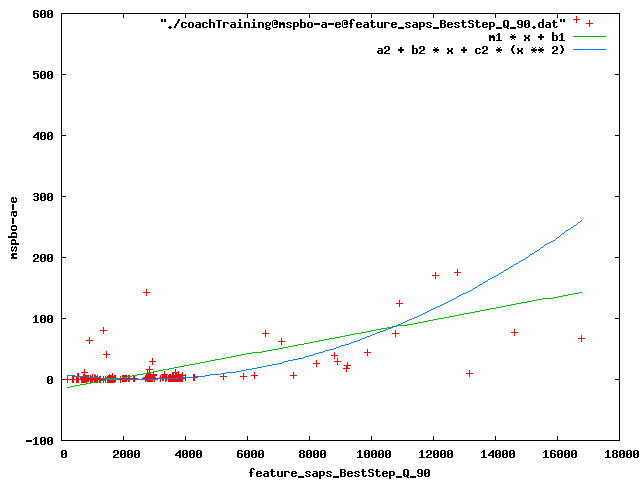 600
500
400
300
200
100
0
-100
mspbo-a-e
"./coachTraining@mspbo-a-e@feature_saps_BestStep_Q_90.dat"
m1 * x + b1
a2 + b2 * x + c2 * (x ** 2)
0 2000 4000 6000 8000 10000 12000 14000 16000 18000
feature_saps_BestStep_Q_90